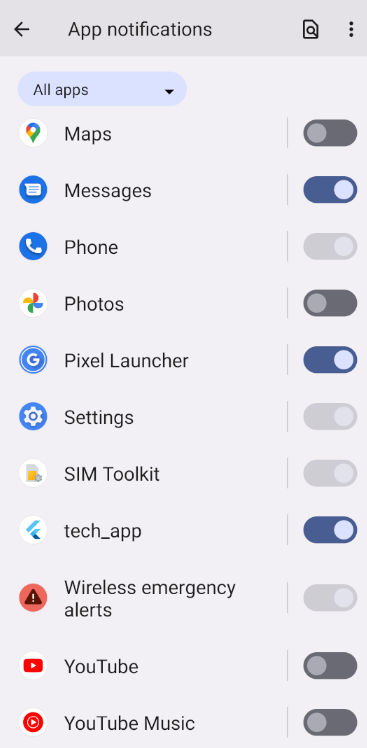 App notifications
All apps
Maps
Messages
Phone
Photos
Pixel Launcher
Settings
SIM Toolkit
tech_app
Wireless emergency
alerts
YouTube
YouTube Music